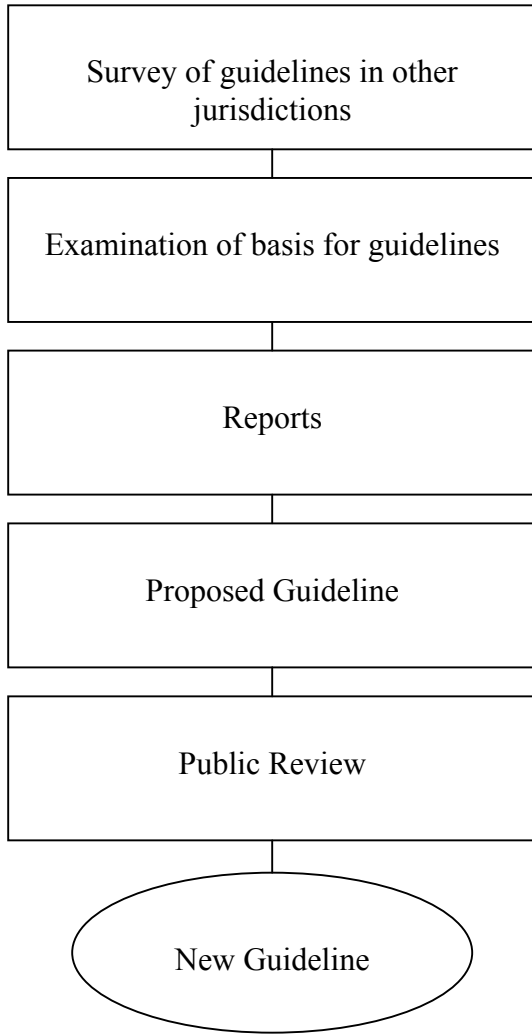 Survey of guidelines in other
jurisdictions
Examination of basis for guidelines
Reports
Proposed Guideline
Public Review
New Guideline